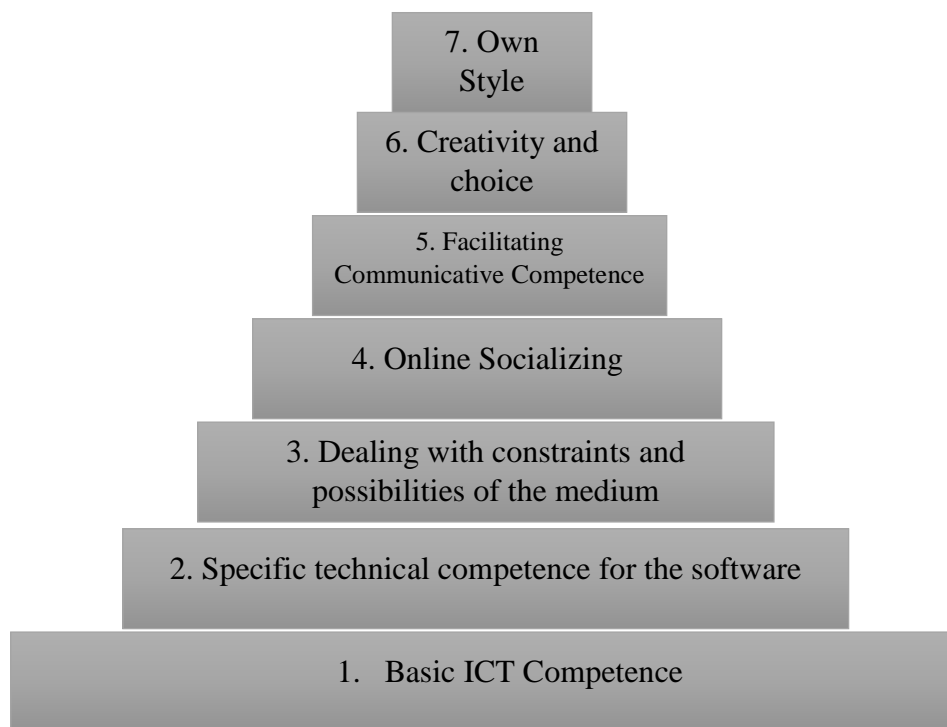 7. Own
Style
6. Creativity and
choice
5. Facilitating
Communicative Competence
4. Online Socializing
3. Dealing with constraints and
possibilities of the medium
2. Specific technical competence for the software
1. Basic ICT Competence